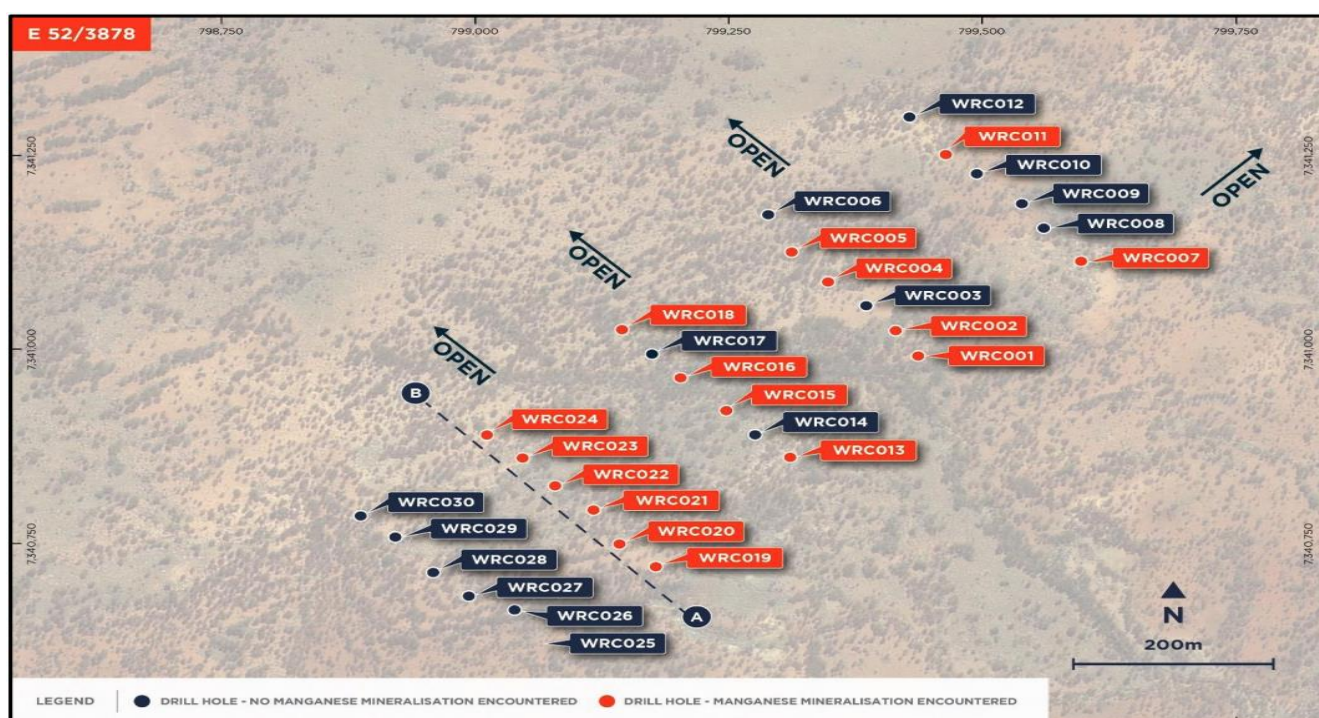 E 52/3878
798,750
799,000
799,250
799,500
799,750
7,341,250
7,341,000
7,340,750
7,341,250
7,341,000
7,340,750
WRC012
WRC011
WRC010
WRC009
WRC008
WRC007
OPEN
OPEN
WRC006
WRC005
WRC004
WRC003
WRC002
WRC001
OPEN
WRC018
WRC017
WRC016
WRC015
WRC014
WRC013
OPEN
B
WRC024
WRC023
WRC022
WRC021
WRC020
WRC019
A
WRC030
WRC029
WRC028
WRC027
WRC026
WRC025
N
200m
LEGEND
DRILL HOLE - NO MANGANESE MINERALISATION ENCOUNTERED
DRILL HOLE - MANGANESE MINERALISATION ENCOUNTERED